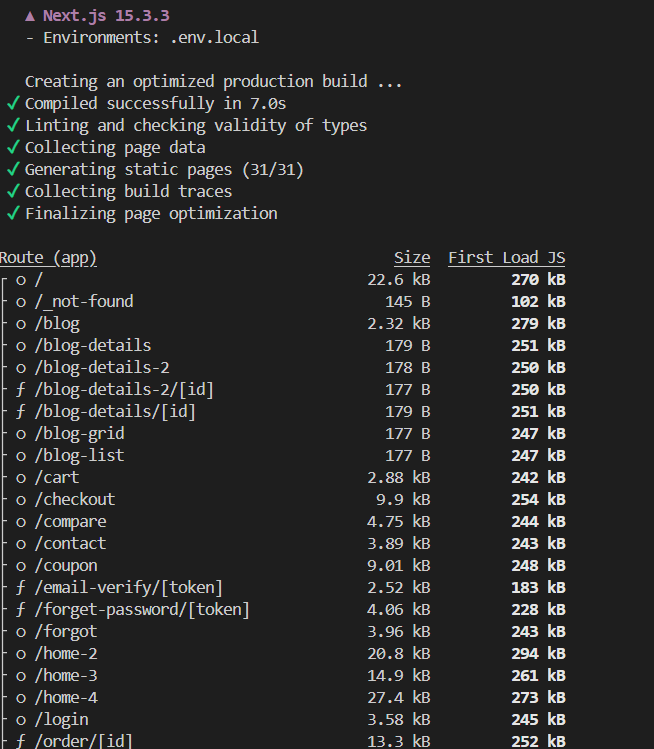 ▲ Next.js 15.3.3
- Environments: .env.local
Creating an optimized production build ...
✓ Compiled successfully in 7.0s
✓ Linting and checking validity of types
✓ Collecting page data
✓ Generating static pages (31/31)
✓ Collecting build traces
✓ Finalizing page optimization
Route (app) Size First Load JS
┌ ○ / 22.6 kB 270 kB
├ ○ /_not-found 145 B 102 kB
├ ○ /blog 2.32 kB 279 kB
├ ○ /blog-details 179 B 251 kB
├ ○ /blog-details-2 178 B 250 kB
├ ƒ /blog-details-2/[id] 177 B 250 kB
├ ƒ /blog-details/[id] 179 B 251 kB
├ ○ /blog-grid 177 B 247 kB
├ ○ /blog-list 177 B 247 kB
├ ○ /cart 2.88 kB 242 kB
├ ○ /checkout 9.9 kB 254 kB
├ ○ /compare 4.75 kB 244 kB
├ ○ /contact 3.89 kB 243 kB
├ ○ /coupon 9.01 kB 248 kB
├ ƒ /email-verify/[token] 2.52 kB 183 kB
├ ƒ /forget-password/[token] 4.06 kB 228 kB
├ ○ /forgot 3.96 kB 243 kB
├ ○ /home-2 20.8 kB 294 kB
├ ○ /home-3 14.9 kB 261 kB
├ ○ /home-4 27.4 kB 273 kB
├ ○ /login 3.58 kB 245 kB
├ ƒ /order/[id] 13.3 kB 252 kB